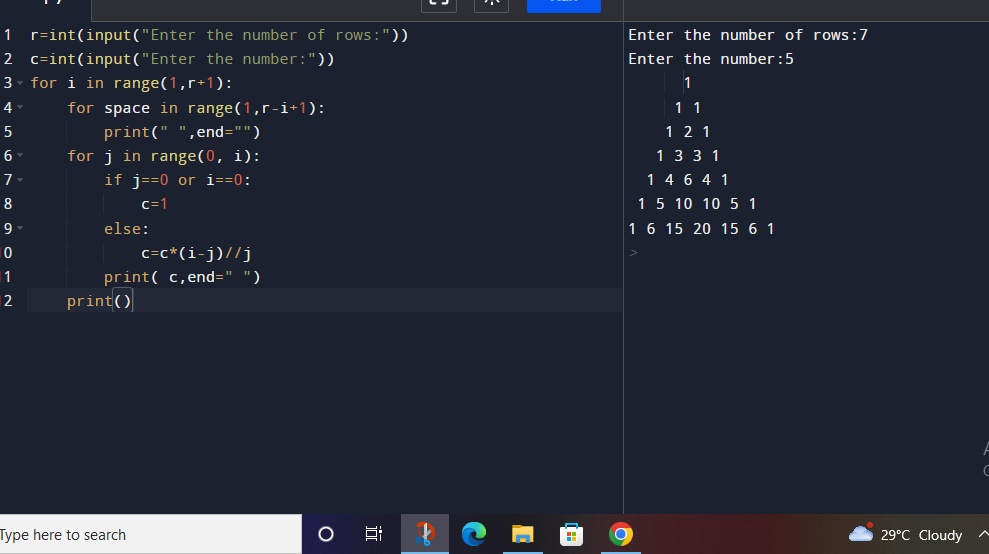 1 r=int(input("Enter the number of rows:"))
2 c=int(input("Enter the number:"))
3 for i in range(1,r+1):
4     for space in range(1,r-i+1):
5         print(" ",end="")
6     for j in range(0, i):
7         if j==0 or i==0:
8             c=1
9         else:
0             c=c*(i-j)//j
1         print( c,end=" ")
2     print()
Enter the number of rows:7
Enter the number:5
      1
     1 1
    1 2 1
   1 3 3 1
  1 4 6 4 1
 1 5 10 10 5 1
1 6 15 20 15 6 1
>
Type here to search
29°C Cloudy